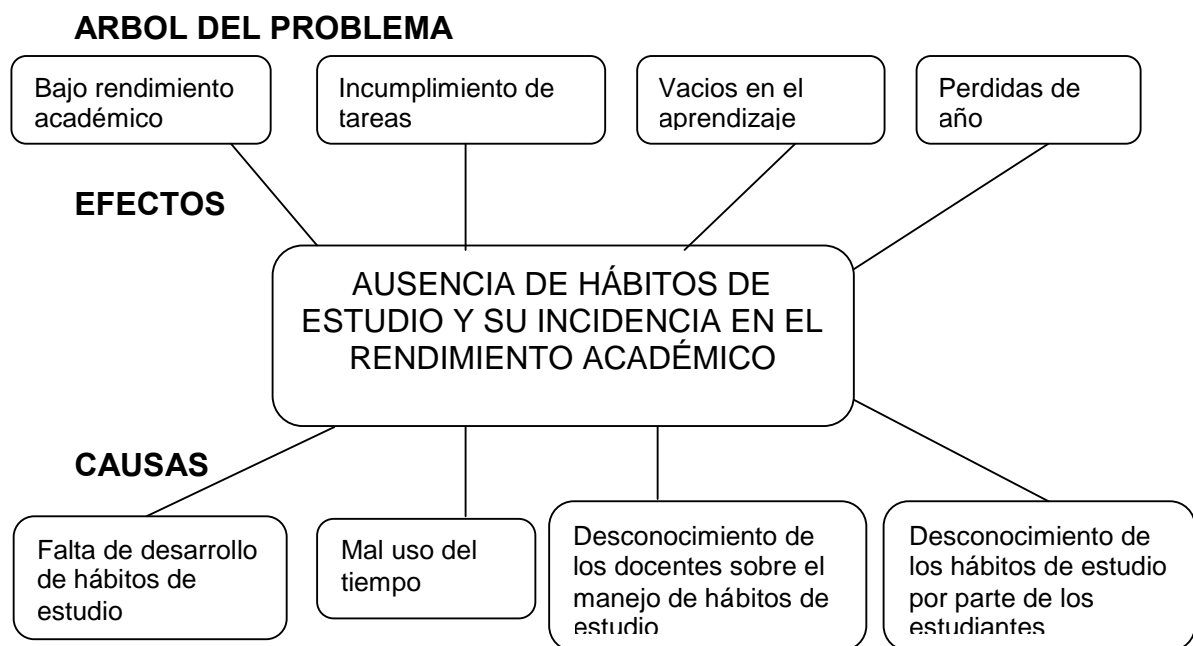 ARBOL DEL PROBLEMA
Bajo rendimiento
académico
Incumplimiento de
tareas
Vacios en el
aprendizaje
Perdidas de
año
EFECTOS
AUSENCIA DE HÁBITOS DE
ESTUDIO Y SU INCIDENCIA EN EL
RENDIMIENTO ACADÉMICO
CAUSAS
Falta de desarrollo
de hábitos de
estudio
Mal uso del
tiempo
Desconocimiento de
los docentes sobre el
manejo de hábitos de
estudio
Desconocimiento de
los hábitos de estudio
por parte de los
estudiantes